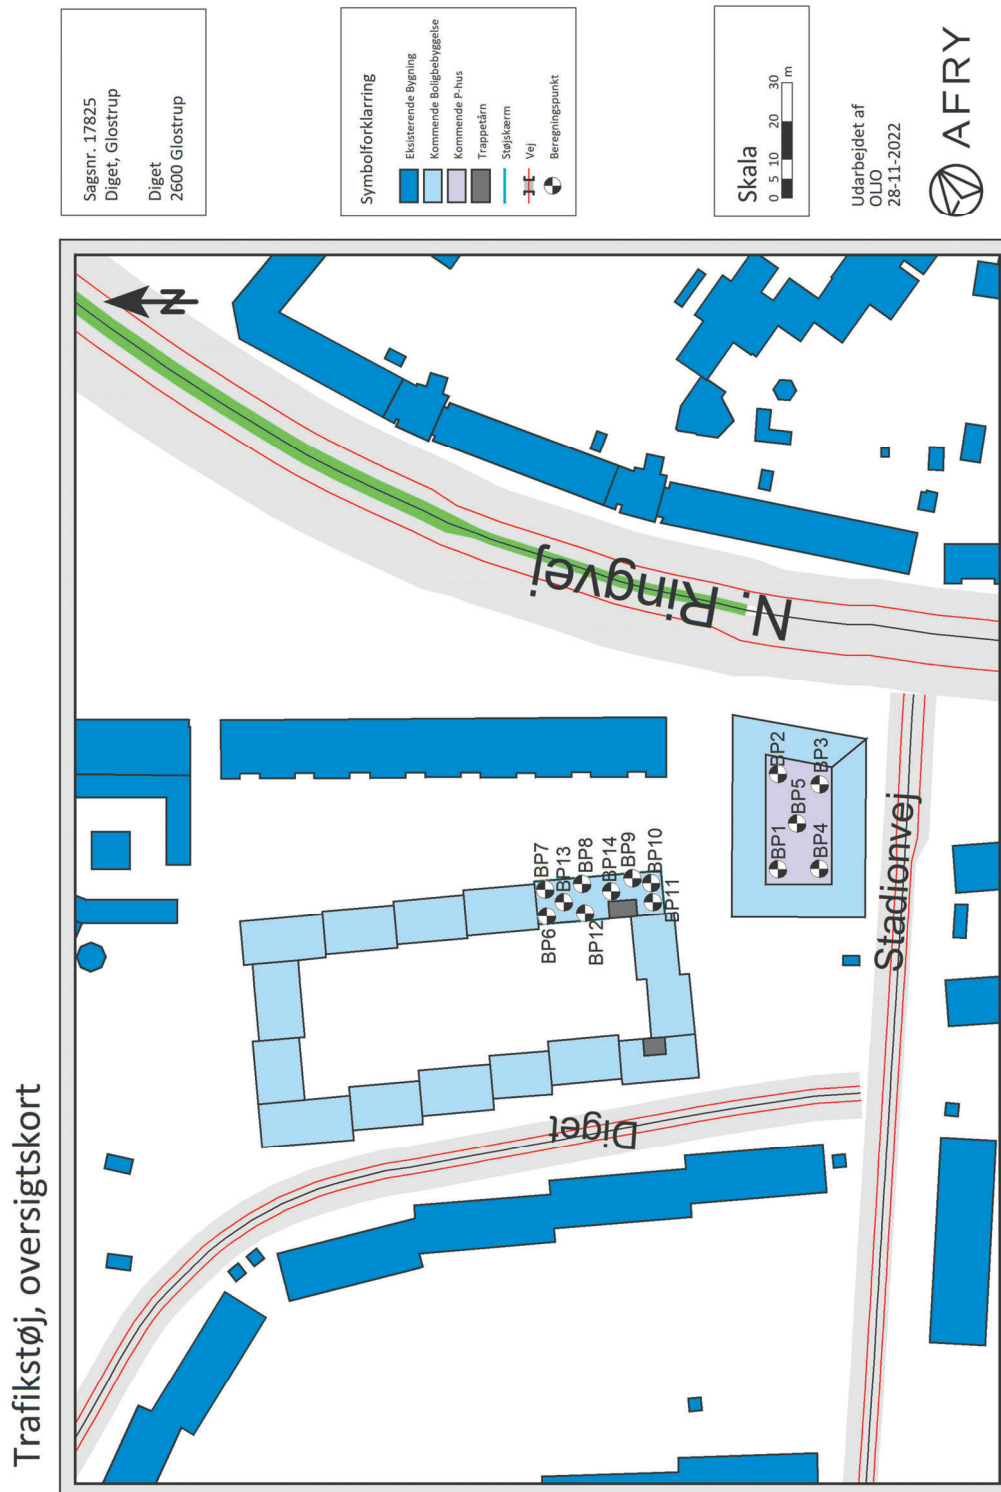 Trafikstøj, oversigtskort
Sagsnr. 17825
Diget, Glostrup
Diget
2600 Glostrup
Symbolforklarring
Eksisterende Bygning
Kommende Boligbebyggelse
Kommende P-hus
Trappetårn
Støjskærm
Vej
Beregningspunkt
Skala
0 5 10 20 30
m
Udarbejdet af
OLJO
28-11-2022
AFRY
N
N. Ringvej
Stadionvej
Diget
BP7
BP13
BP8
BP14
BP9
BP10
BP6
BP12
BP11
BP2
BP3
BP5
BP1
BP4